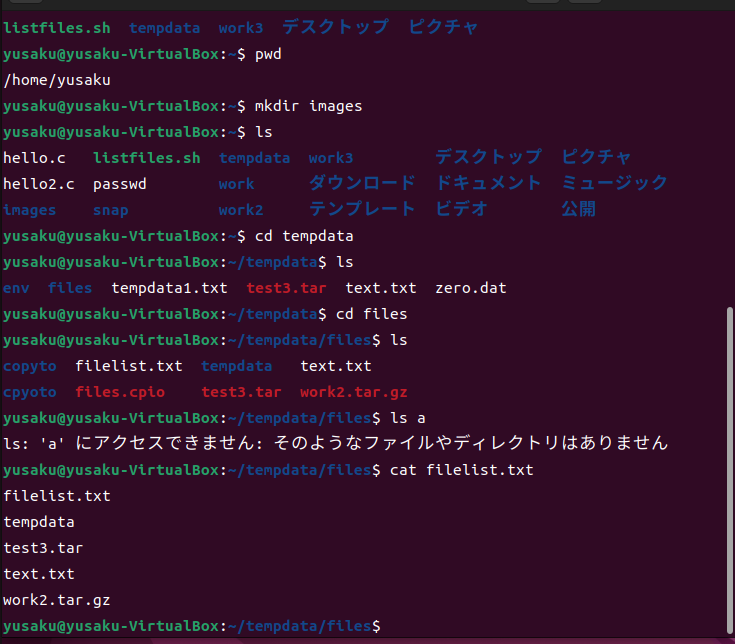 listfiles.sh  tempdata  work3  デスクトップ  ピクチャ
yusaku@yusaku-VirtualBox:~$ pwd
/home/yusaku
yusaku@yusaku-VirtualBox:~$ mkdir images
yusaku@yusaku-VirtualBox:~$ ls
hello.c   listfiles.sh  tempdata  work3         デスクトップ  ピクチャ
hello2.c  passwd        work      ダウンロード  ドキュメント  ミュージック
images    snap          work2     テンプレート  ビデオ        公開
yusaku@yusaku-VirtualBox:~$ cd tempdata
yusaku@yusaku-VirtualBox:~/tempdata$ ls
env  files  tempdata1.txt  test3.tar  text.txt  zero.dat
yusaku@yusaku-VirtualBox:~/tempdata$ cd files
yusaku@yusaku-VirtualBox:~/tempdata/files$ ls
copyto  filelist.txt  tempdata   text.txt
cpyoto  files.cpio    test3.tar  work2.tar.gz
yusaku@yusaku-VirtualBox:~/tempdata/files$ ls a
ls: 'a' にアクセスできません: そのようなファイルやディレクトリはありません
yusaku@yusaku-VirtualBox:~/tempdata/files$ cat filelist.txt
filelist.txt
tempdata
test3.tar
text.txt
work2.tar.gz
yusaku@yusaku-VirtualBox:~/tempdata/files$